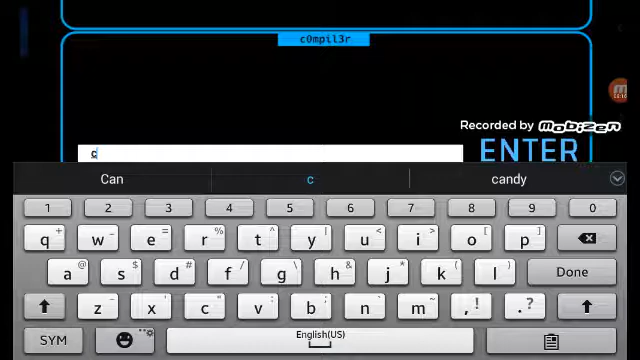 c0mpil3r
Recorded by mobizen
c
ENTER
Can c candy
1 2 3 4 5 6 7 8 9 0
q + w - e = r % t ^ y | u < i > o [ p ]
a @ s $ d # f / g \ h & j * k ( l ) Done
z x c " v : b ; n m ~ , ! . ?
SYM English(US)